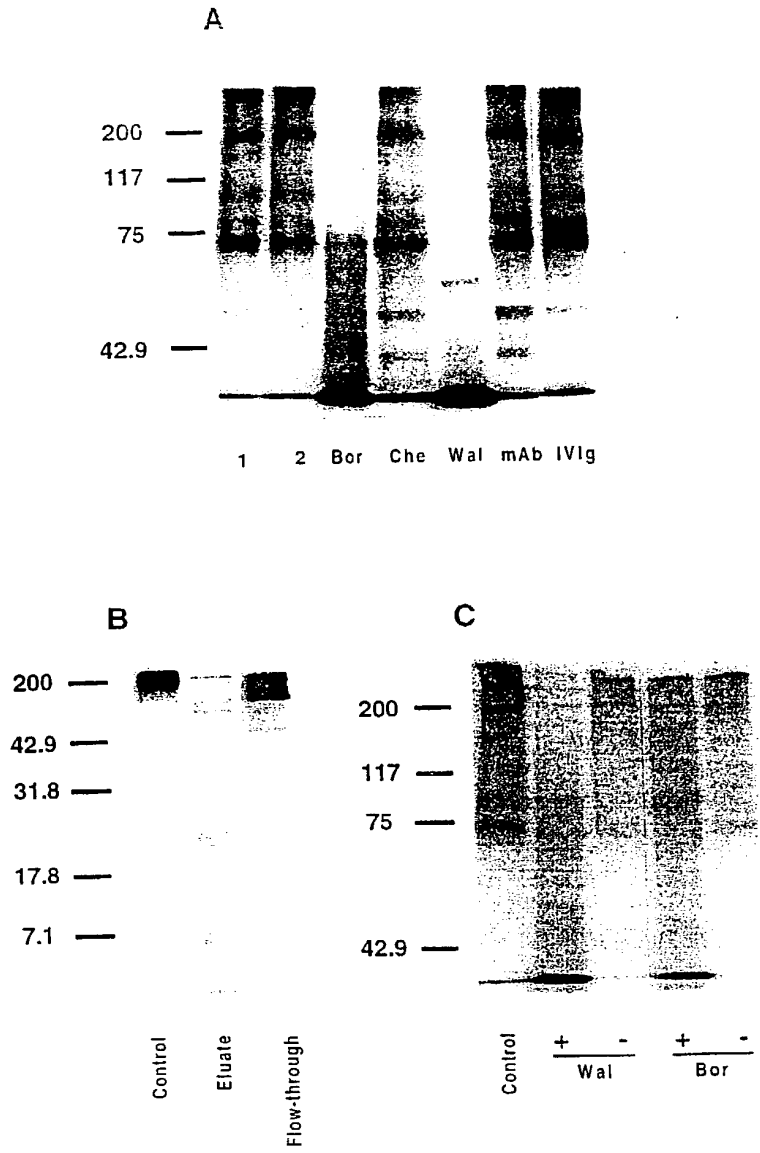 A
200
117
75
42.9
1 2 Bor Che Wal mAb IVIg
B
200
42.9
31.8
17.8
7.1
Control
Eluate
Flow-through
C
200
117
75
42.9
Control
+ - + -
Wal Bor